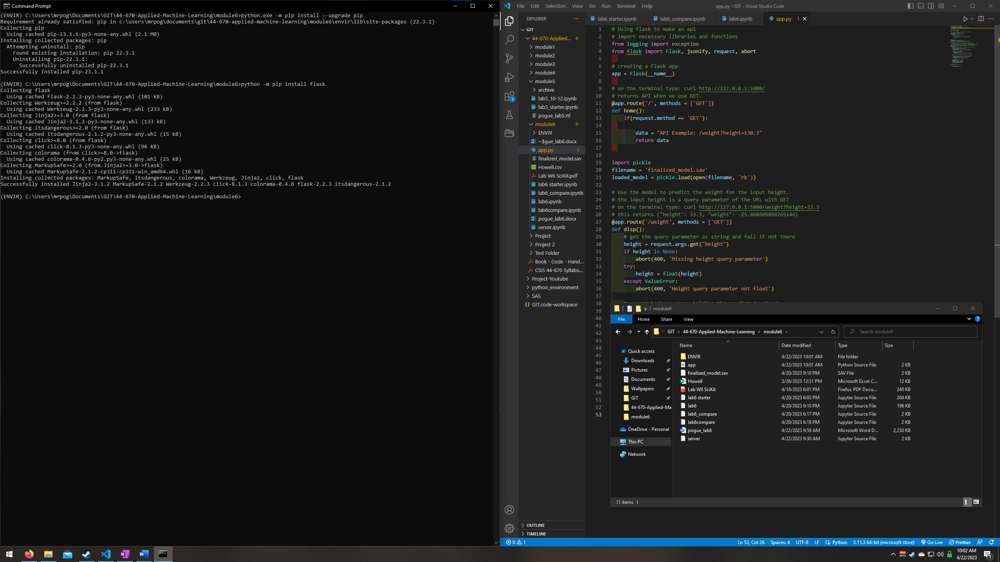 Command Prompt
(ENVIR) C:\Users\mrpog\Documents\GIT\44-670-Applied-Machine-Learning\module6>python.exe -m pip install --upgrade pip
Requirement already satisfied: pip in c:\users\mrpog\documents\git\44-670-applied-machine-learning\module6\envir\lib\site-packages (22.3.1)
Collecting pip
  Using cached pip-23.1.1-py3-none-any.whl (2.1 MB)
Installing collected packages: pip
  Attempting uninstall: pip
    Found existing installation: pip 22.3.1
    Uninstalling pip-22.3.1:
      Successfully uninstalled pip-22.3.1
Successfully installed pip-23.1.1
(ENVIR) C:\Users\mrpog\Documents\GIT\44-670-Applied-Machine-Learning\module6>python -m pip install flask
Collecting flask
  Using cached Flask-2.2.3-py3-none-any.whl (101 kB)
Collecting Werkzeug>=2.2.2 (from flask)
  Using cached Werkzeug-2.2.3-py3-none-any.whl (233 kB)
Collecting Jinja2>=3.0 (from flask)
  Using cached Jinja2-3.1.2-py3-none-any.whl (133 kB)
Collecting itsdangerous>=2.0 (from flask)
  Using cached itsdangerous-2.1.2-py3-none-any.whl (15 kB)
Collecting click>=8.0 (from flask)
  Using cached click-8.1.3-py3-none-any.whl (96 kB)
Collecting colorama (from click>=8.0->flask)
  Using cached colorama-0.4.6-py2.py3-none-any.whl (25 kB)
Collecting MarkupSafe>=2.0 (from Jinja2>=3.0->flask)
  Using cached MarkupSafe-2.1.2-cp311-cp311-win_amd64.whl (16 kB)
Installing collected packages: MarkupSafe, itsdangerous, colorama, Werkzeug, Jinja2, click, flask
Successfully installed Jinja2-3.1.2 MarkupSafe-2.1.2 Werkzeug-2.2.3 click-8.1.3 colorama-0.4.6 flask-2.2.3 itsdangerous-2.1.2
(ENVIR) C:\Users\mrpog\Documents\GIT\44-670-Applied-Machine-Learning\module6>
File Edit Selection View Go Run Terminal Help
app.py - GIT - Visual Studio Code
EXPLORER
GIT
44-670-Applied...
module1
module2
module3
module4
module5
archive
lab5_10-12.ipynb
lab5_starter.ipynb
pogue_lab5.rtf
module6
ENVIR
~$gue_lab6.docx
app.py 1
finalized_model.sav
Howell.csv
Lab W6 SciKit.pdf
lab6 starter.ipynb
lab6_compare.ipynb
lab6.ipynb
lab6compare.ipynb
pogue_lab6.docx
server.ipynb
Project
Project 2
Test Folder
Book - Code - Hand...
CSIS 44-670 Syllabu...
Project-Youtube
python_environment
SAS
GIT.code-workspace
OUTLINE
TIMELINE
1
lab6 starter.ipynb lab6_compare.ipynb lab6.ipynb app.py 1
1 # Using flask to make an api
2 # import necessary libraries and functions
3 from logging import exception
4 from flask import Flask, jsonify, request, abort
5
6 # creating a Flask app
7 app = Flask(__name__)
8
9 # on the terminal type: curl http://127.0.0.1:5000/
10 # returns API when we use GET.
11 @app.route('/', methods = ['GET'])
12 def home():
13     if(request.method == 'GET'):
14
15         data = "API Example: /weight?height=130.3"
16         return data
17
18
19 import pickle
20 filename = 'finalized_model.sav'
21 loaded_model = pickle.load(open(filename, 'rb'))
22
23 # Use the model to predict the weight for the input height.
24 # the input height is a query parameter of the URL with GET
25 # on the terminal type: curl http://127.0.0.1:5000/weight?height=33.3
26 # this returns {"height": 33.3, "weight": -25.860609898265146}
27 @app.route('/weight', methods = ['GET'])
28 def disp():
29     # get the query parameter as string and fail if not there
30     height = request.args.get("height")
31     if height is None:
32         abort(400, 'Missing height query parameter')
33     try:
34         height = float(height)
35     except ValueError:
36         abort(400, 'Height query parameter not float')
37
38
39
40
41
42
43
44
45
46
47
48
49
50
51
52
53
module6
File Home Share View
GIT 44-670-Applied-Machine-Learning module6
Search module6
Quick access
Downloads
Pictures
Documents
Wallpapers
GIT
44-670-Applied-Ma
module6
OneDrive - Personal
This PC
Network
Name Date modified Type Size
ENVIR 4/22/2023 10:01 AM File folder
app 4/22/2023 10:01 AM Python Source File 2 KB
finalized_model.sav 4/20/2023 9:10 PM SAV File 2 KB
Howell 3/26/2023 12:51 PM Microsoft Excel C... 12 KB
Lab W6 SciKit 4/18/2023 6:01 PM Firefox PDF Docu... 240 KB
lab6 starter 4/20/2023 6:03 PM Jupyter Source File 204 KB
lab6 4/20/2023 9:10 PM Jupyter Source File 196 KB
lab6_compare 4/20/2023 6:17 PM Jupyter Source File 2 KB
lab6compare 4/20/2023 6:18 PM Jupyter Source File 2 KB
pogue_lab6 4/22/2023 9:59 AM Microsoft Word D... 2,230 KB
server 4/22/2023 9:30 AM Jupyter Source File 2 KB
11 items
0 1
Ln 53, Col 26 Spaces: 4 UTF-8 LF Python 3.11.3 64-bit (microsoft store) Go Live Prettier
10:02 AM
4/22/2023
1